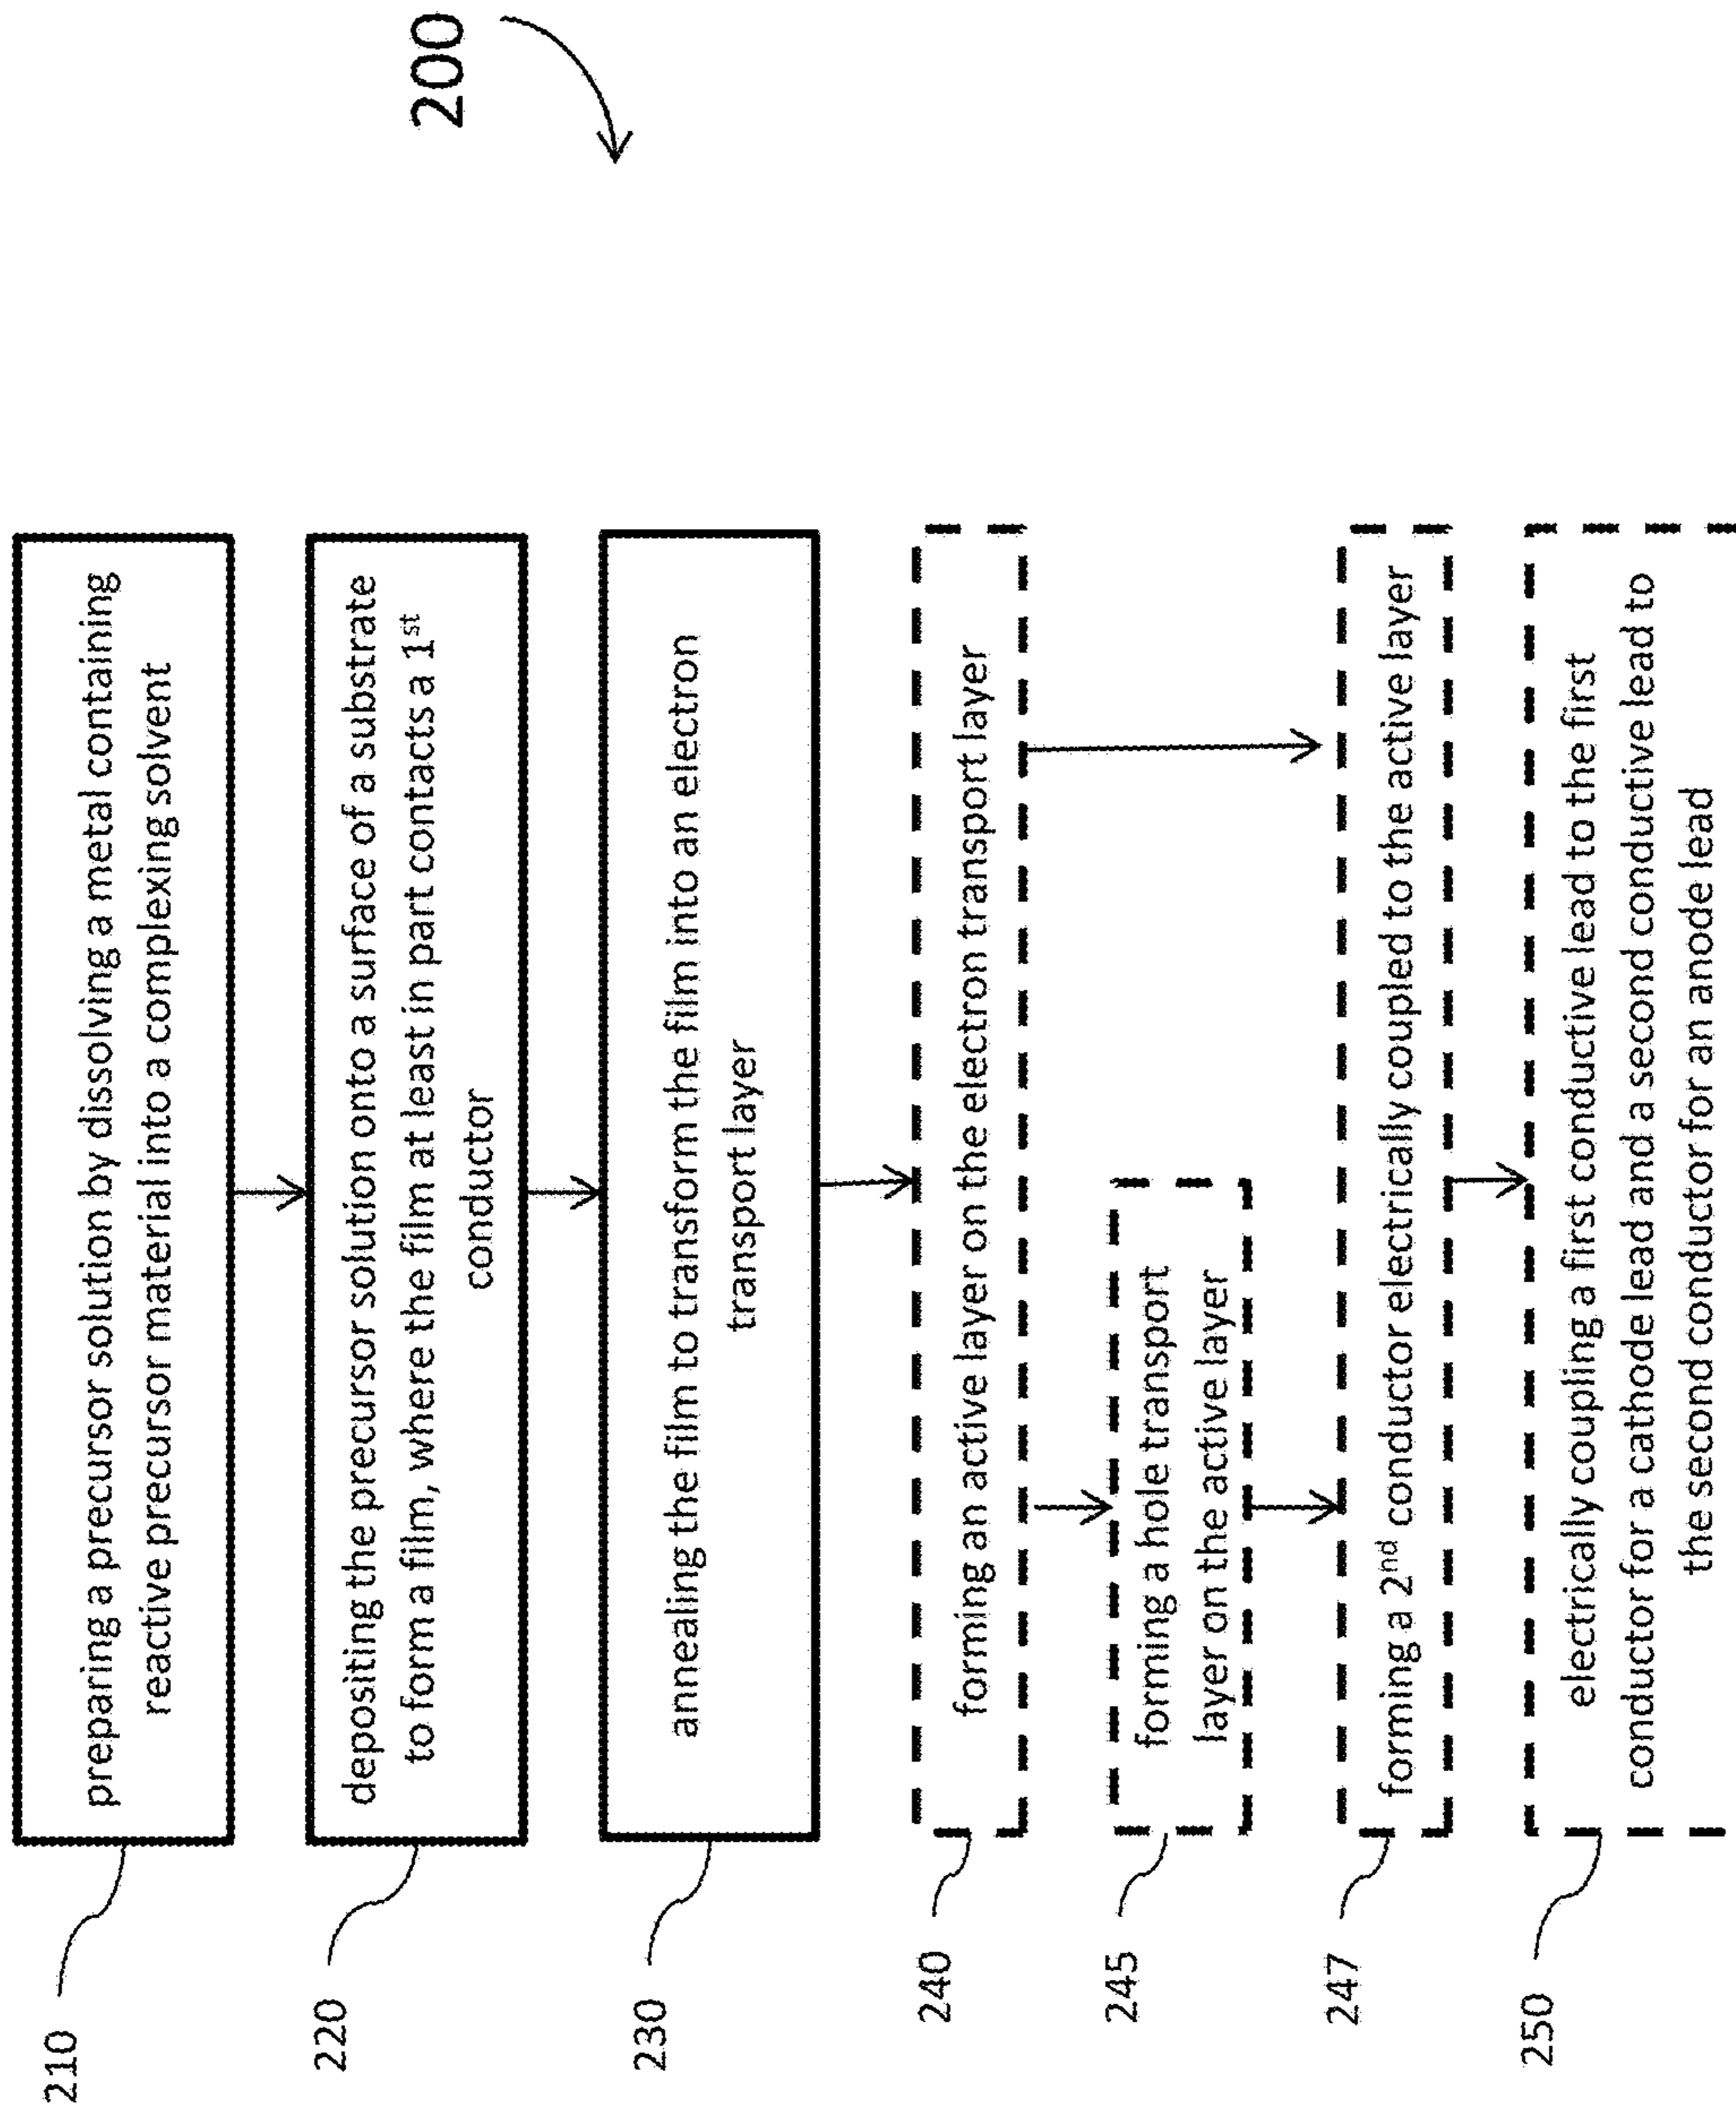 200
210
preparing a precursor solution by dissolving a metal containing
reactive precursor material into a complexing solvent
220
depositing the precursor solution onto a surface of a substrate
to form a film, where the film at least in part contacts a 1st
conductor
230
annealing the film to transform the film into an electron
transport layer
240
forming an active layer on the electron transport layer
245
forming a hole transport
layer on the active layer
247
forming a 2nd conductor electrically coupled to the active layer
250
electrically coupling a first conductive lead to the first
conductor for a cathode lead and a second conductive lead to
the second conductor for an anode lead